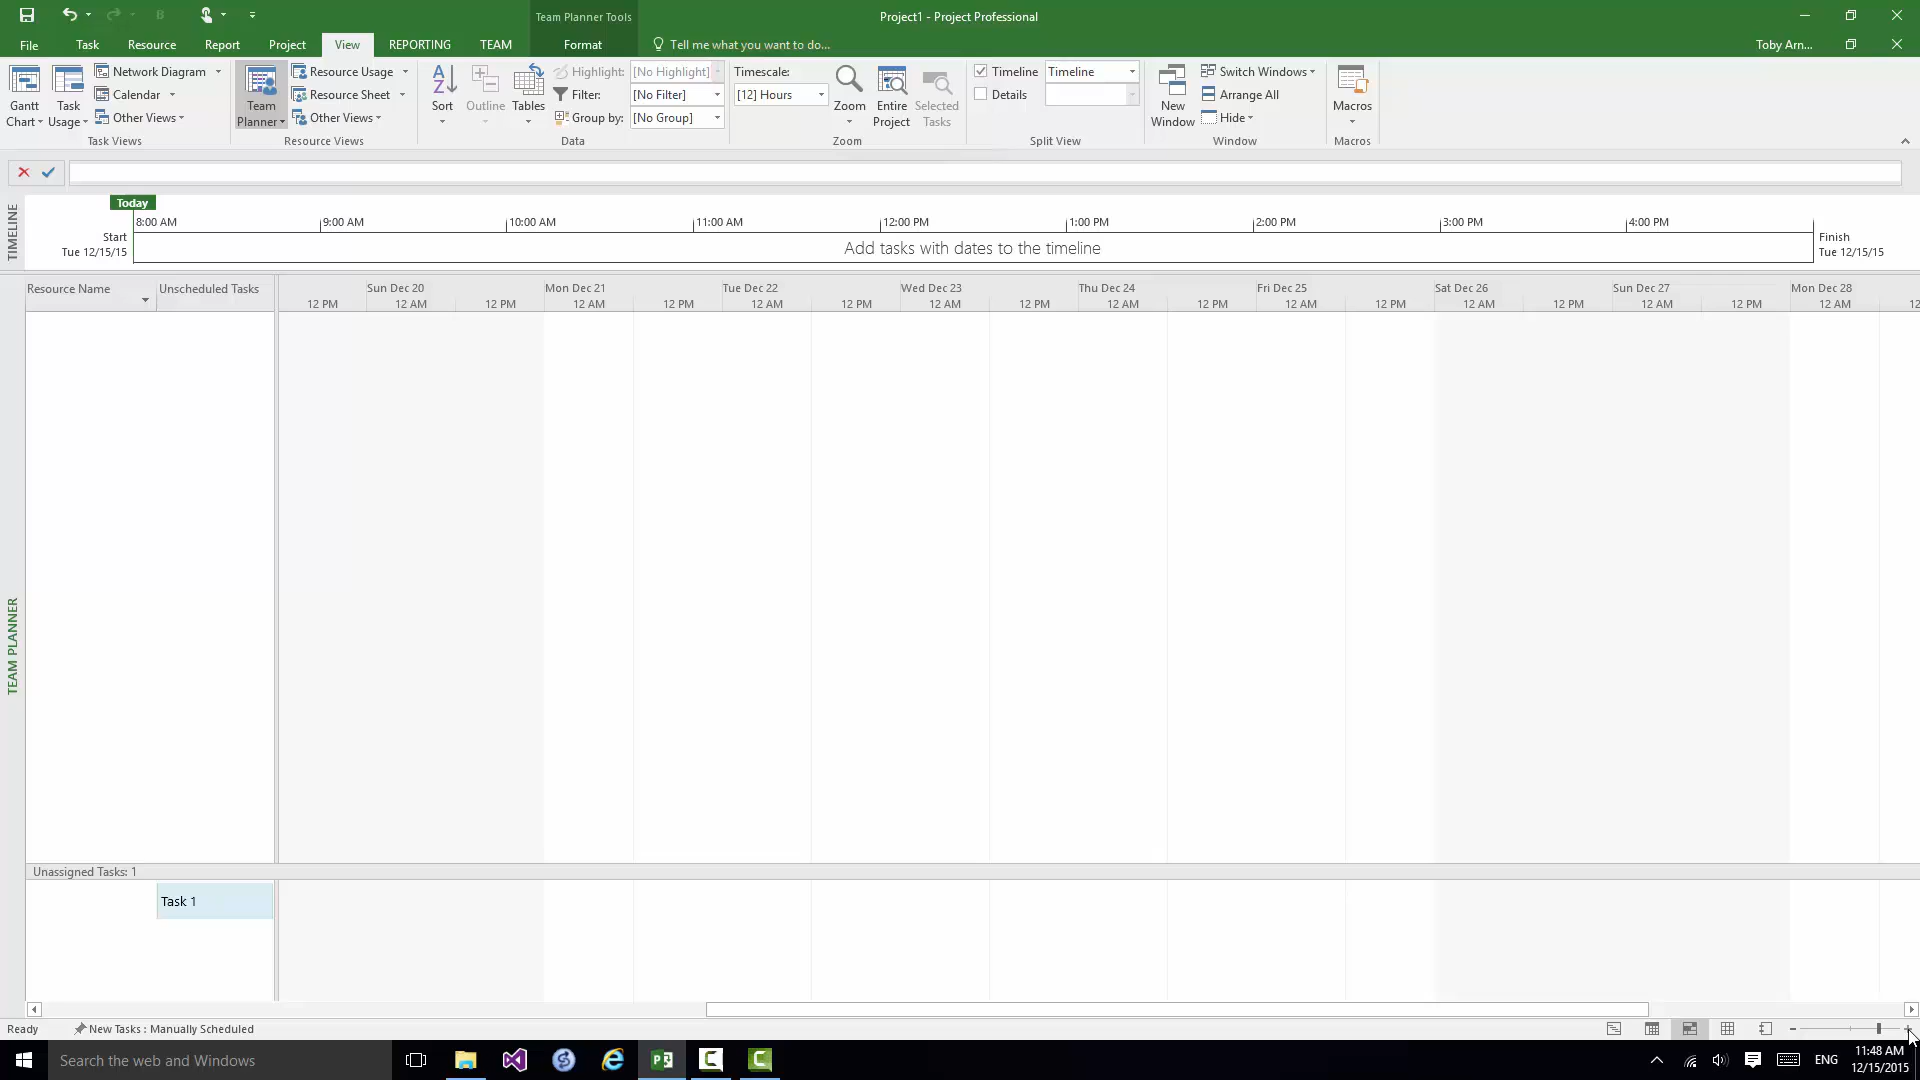 Team Planner Tools
Project1 - Project Professional
File Task Resource Report Project View REPORTING TEAM Format Tell me what you want to do... Toby Arn...
Gantt Chart
Task Usage
Network Diagram
Calendar
Other Views
Task Views
Team Planner
Resource Usage
Resource Sheet
Other Views
Resource Views
Sort
Outline
Tables
Highlight: [No Highlight]
Filter: [No Filter]
Group by: [No Group]
Data
Timescale:
[12] Hours
Zoom
Entire Project
Selected Tasks
Zoom
Timeline Timeline
Details
Split View
New Window
Switch Windows
Arrange All
Hide
Window
Macros
Macros
TIMELINE
Today
8:00 AM 9:00 AM 10:00 AM 11:00 AM 12:00 PM 1:00 PM 2:00 PM 3:00 PM 4:00 PM
Start
Tue 12/15/15
Add tasks with dates to the timeline
Finish
Tue 12/15/15
Resource Name Unscheduled Tasks
Sun Dec 20 Mon Dec 21 Tue Dec 22 Wed Dec 23 Thu Dec 24 Fri Dec 25 Sat Dec 26 Sun Dec 27 Mon Dec 28
12 PM 12 AM 12 PM 12 AM 12 PM 12 AM 12 PM 12 AM 12 PM 12 AM 12 PM 12 AM 12 PM 12 AM 12 PM 12 AM 12 PM 12 AM 12
TEAM PLANNER
Unassigned Tasks: 1
Task 1
Ready New Tasks : Manually Scheduled
Search the web and Windows
ENG
11:48 AM
12/15/2015